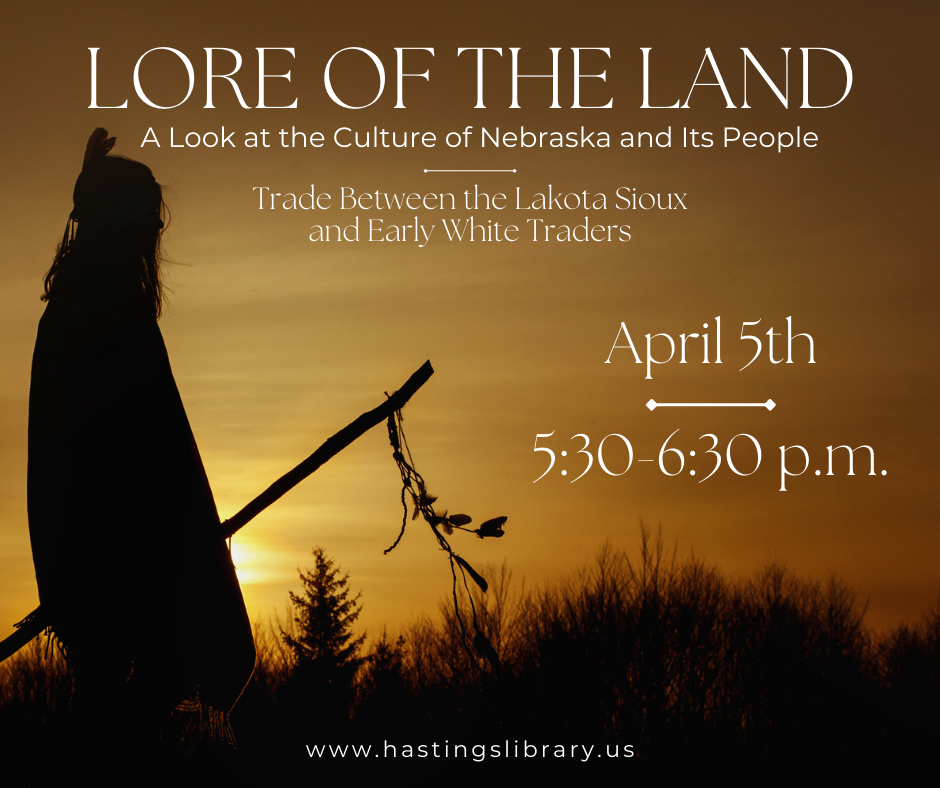 LORE OF THE LAND
A Look at the Culture of Nebraska and Its People
Trade Between the Lakota Sioux
and Early White Traders
April 5th
5:30-6:30 p.m.
www.hastingslibrary.us